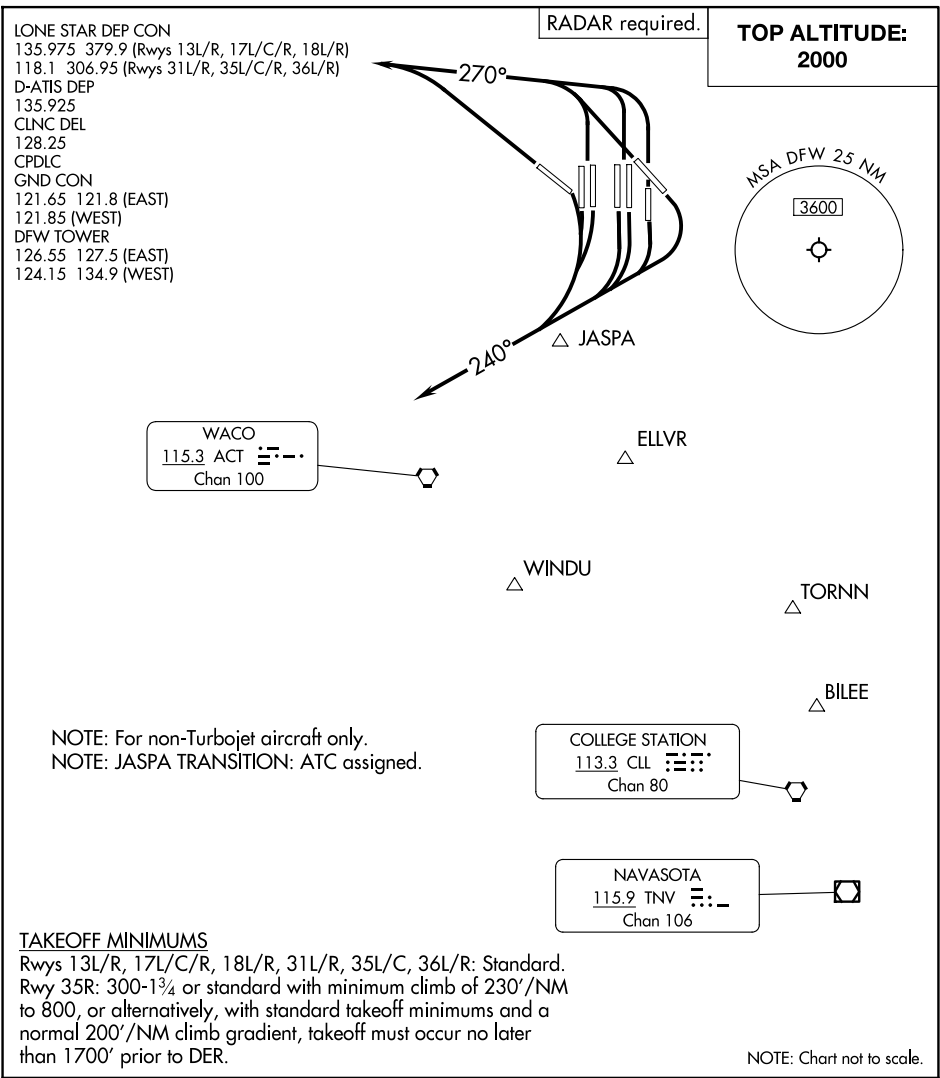 LONE STAR DEP CON
135.975 379.9 (Rwys 13L/R, 17L/C/R, 18L/R)
118.1 306.95 (Rwys 31L/R, 35L/C/R, 36L/R)
D-ATIS DEP
135.925
CLNC DEL
128.25
CPDLC
GND CON
121.65 121.8 (EAST)
121.85 (WEST)
DFW TOWER
126.55 127.5 (EAST)
124.15 134.9 (WEST)
RADAR required.
TOP ALTITUDE:
2000
270°
MSA DFW 25 NM
3600
240°
JASPA
WACO
115.3 ACT
Chan 100
ELLVR
WINDU
TORNN
BILEE
NOTE: For non-Turbojet aircraft only.
NOTE: JASPA TRANSITION: ATC assigned.
COLLEGE STATION
113.3 CLL
Chan 80
NAVASOTA
115.9 TNV
Chan 106
TAKEOFF MINIMUMS
Rwys 13L/R, 17L/C/R, 18L/R, 31L/R, 35L/C, 36L/R: Standard.
Rwy 35R: 300-1¾ or standard with minimum climb of 230'/NM
to 800, or alternatively, with standard takeoff minimums and a
normal 200'/NM climb gradient, takeoff must occur no later
than 1700' prior to DER.
NOTE: Chart not to scale.